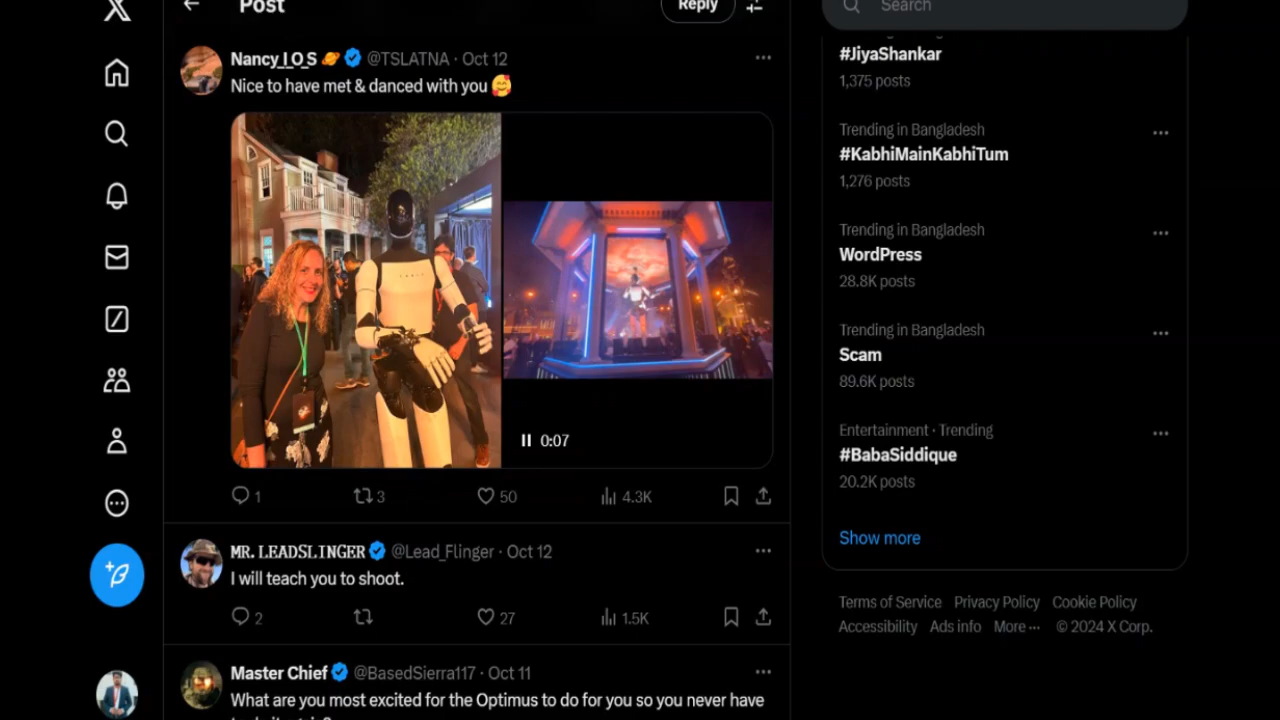 Post
Reply
Search
Nancy_I_O_S 🪐 @TSLATNA · Oct 12
Nice to have met & danced with you 🥰
0:07
1
3
50
4.3K
MR. LEADSLINGER @Lead_Flinger · Oct 12
I will teach you to shoot.
2
27
1.5K
Master Chief @BasedSierra117 · Oct 11
What are you most excited for the Optimus to do for you so you never have
#JiyaShankar
1,375 posts
Trending in Bangladesh
#KabhiMainKabhiTum
1,276 posts
Trending in Bangladesh
WordPress
28.8K posts
Trending in Bangladesh
Scam
89.6K posts
Entertainment · Trending
#BabaSiddique
20.2K posts
Show more
Terms of Service Privacy Policy Cookie Policy
Accessibility Ads info More ··· © 2024 X Corp.